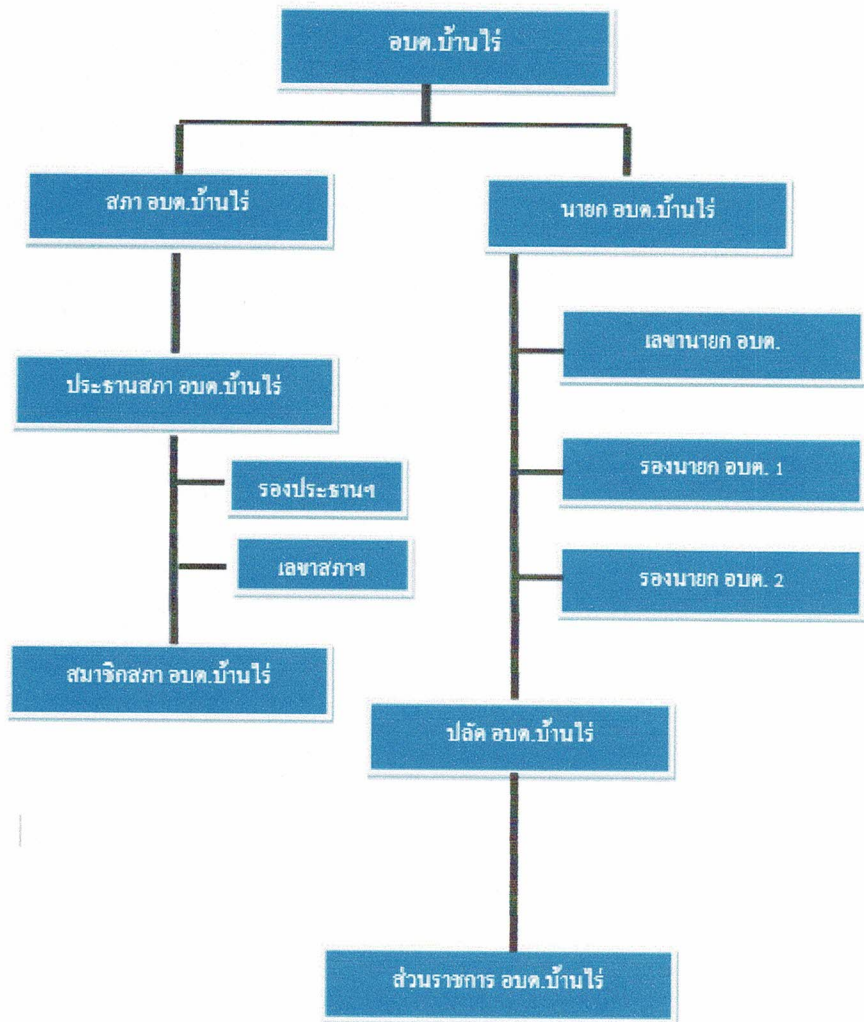 อบต.บ้านไร่
สภา อบต.บ้านไร่
นายก อบต.บ้านไร่
เลขานายก อบต.
ประธานสภา อบต.บ้านไร่
รองนายก อบต. 1
รองประธานฯ
เลขาสภาฯ
รองนายก อบต. 2
สมาชิกสภา อบต.บ้านไร่
ปลัด อบต.บ้านไร่
ส่วนราชการ อบต.บ้านไร่